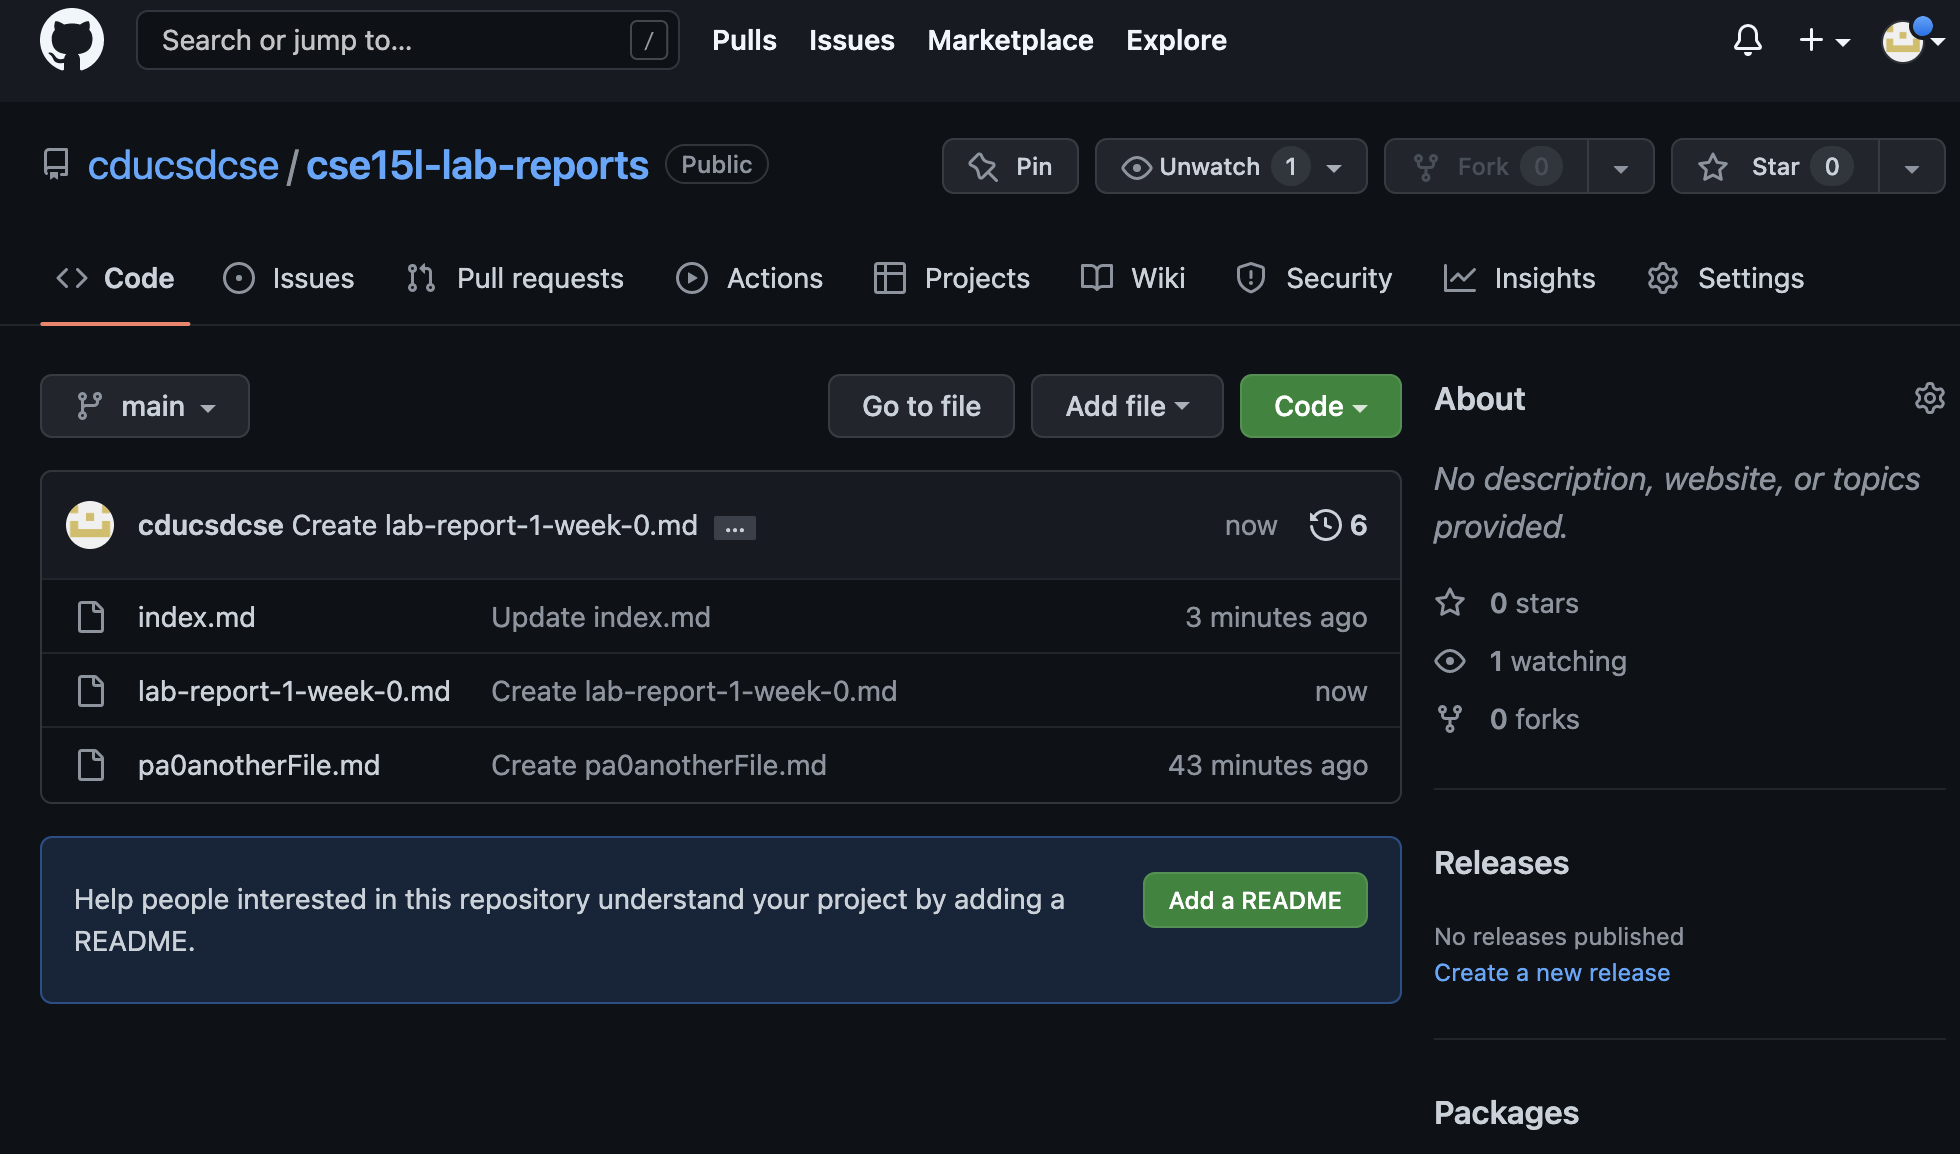 Search or jump to... / Pulls Issues Marketplace Explore
cducsdcse / cse15l-lab-reports Public Pin Unwatch 1 Fork 0 Star 0
Code Issues Pull requests Actions Projects Wiki Security Insights Settings
main Go to file Add file Code
cducsdcse Create lab-report-1-week-0.md ... now 6
index.md Update index.md 3 minutes ago
lab-report-1-week-0.md Create lab-report-1-week-0.md now
pa0anotherFile.md Create pa0anotherFile.md 43 minutes ago
Help people interested in this repository understand your project by adding a
README.
Add a README
About
No description, website, or topics
provided.
0 stars
1 watching
0 forks
Releases
No releases published
Create a new release
Packages